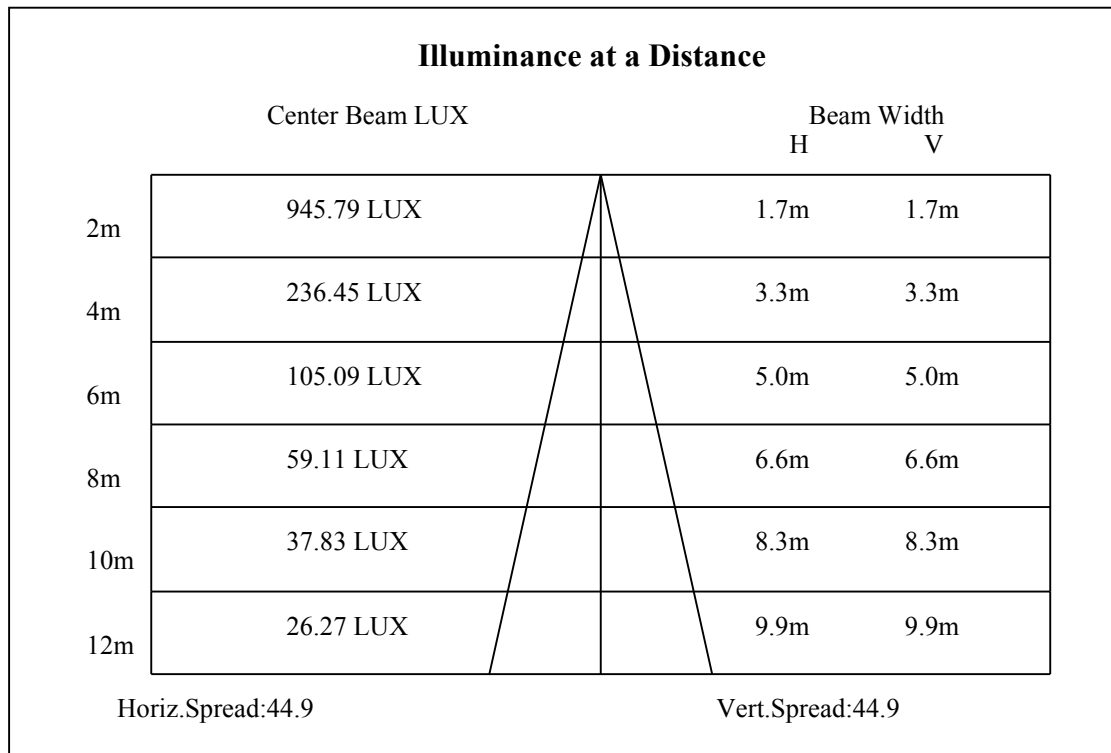 Illuminance at a Distance
Center Beam LUX Beam Width
H V
945.79 LUX 1.7m 1.7m
2m
236.45 LUX 3.3m 3.3m
4m
105.09 LUX 5.0m 5.0m
6m
59.11 LUX 6.6m 6.6m
8m
37.83 LUX 8.3m 8.3m
10m
26.27 LUX 9.9m 9.9m
12m
Horiz.Spread:44.9 Vert.Spread:44.9